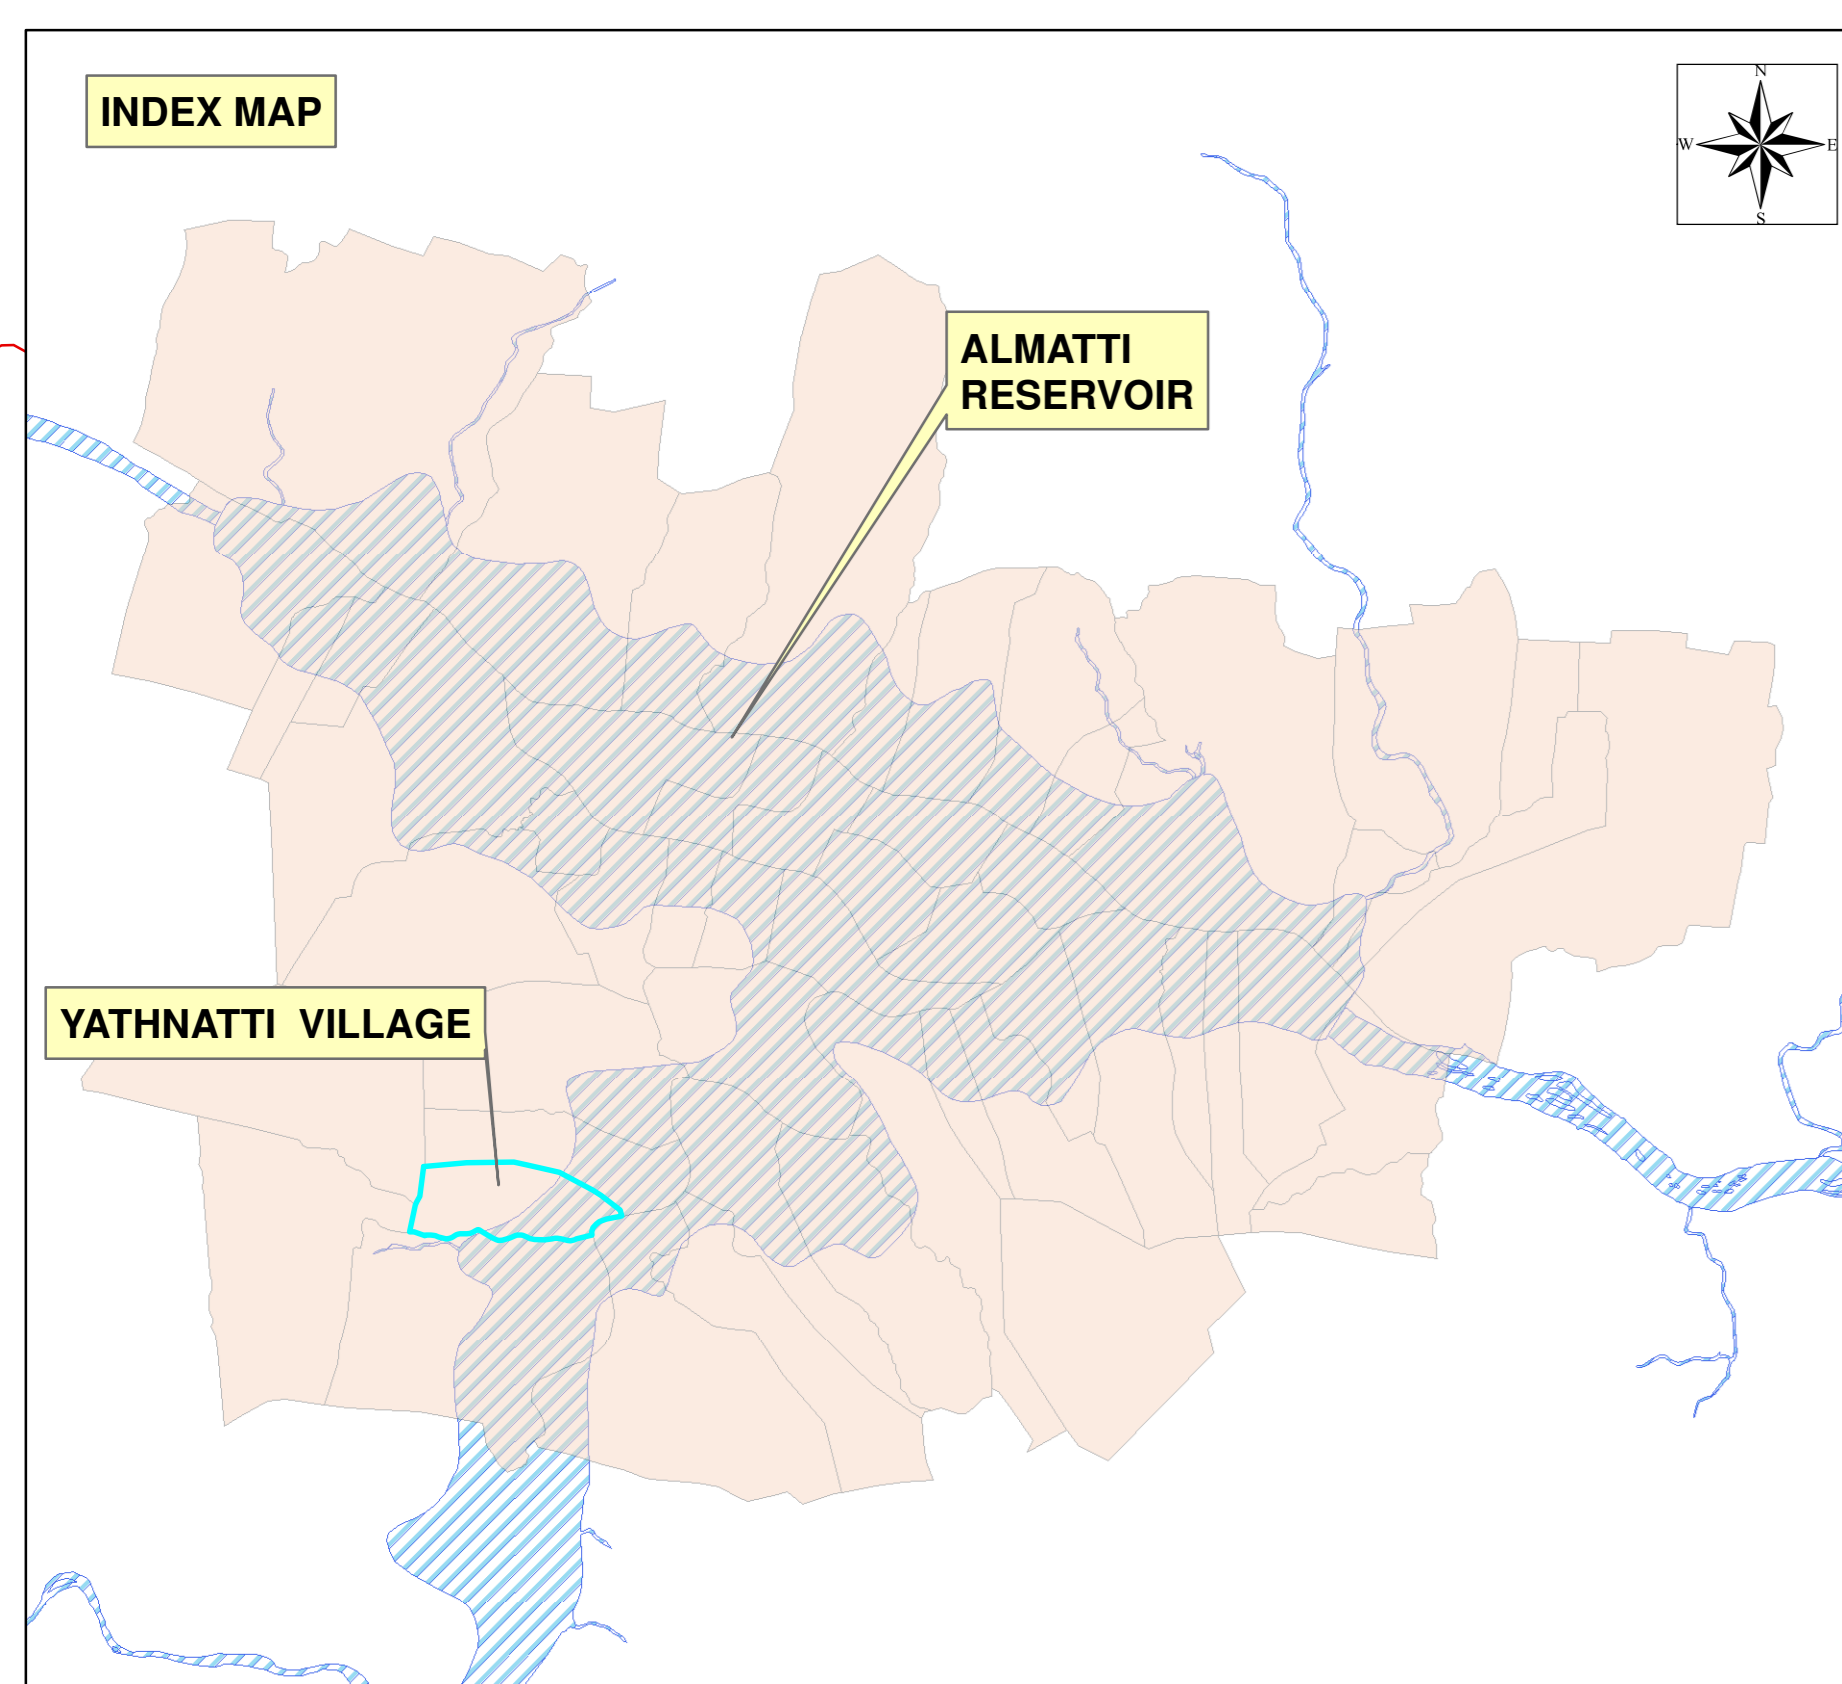 INDEX MAP
N
W
E
S
ALMATTI
RESERVOIR
YATHNATTI VILLAGE